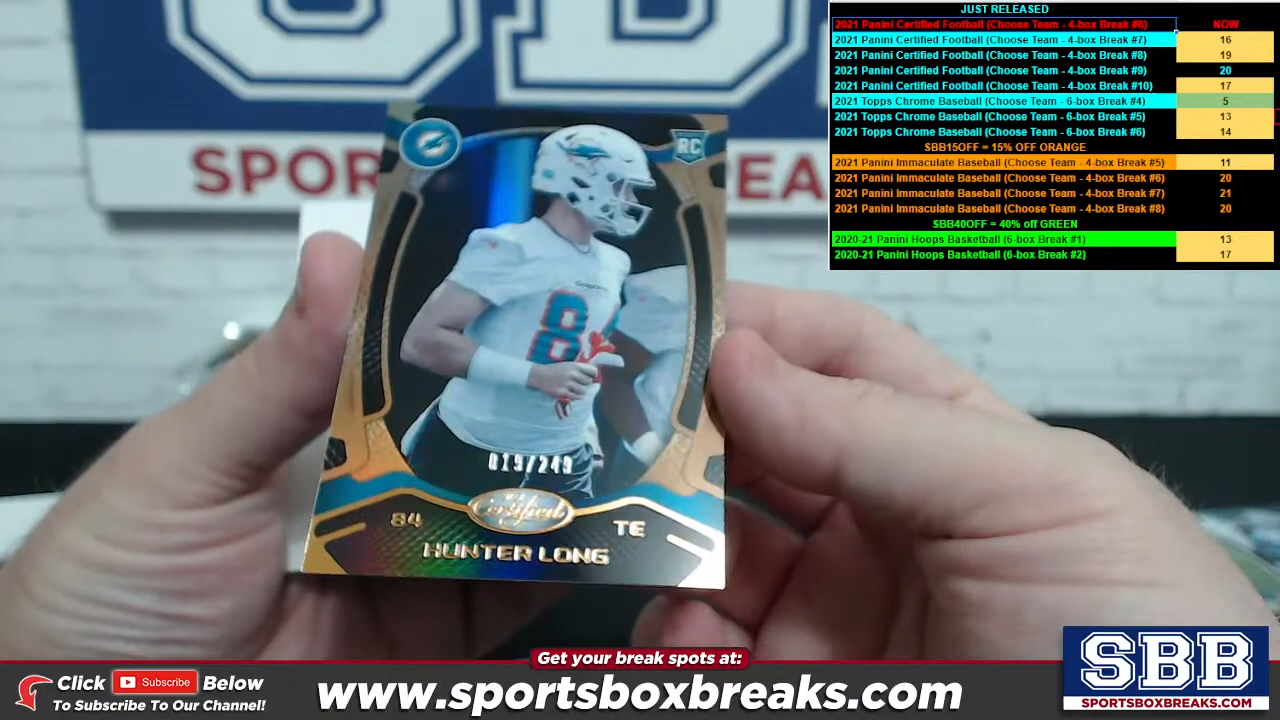 JUST RELEASED
2021 Panini Certified Football (Choose Team - 4-box Break #6) NOW
2021 Panini Certified Football (Choose Team - 4-box Break #7) 16
2021 Panini Certified Football (Choose Team - 4-box Break #8) 19
2021 Panini Certified Football (Choose Team - 4-box Break #9) 20
2021 Panini Certified Football (Choose Team - 4-box Break #10) 17
2021 Topps Chrome Baseball (Choose Team - 6-box Break #4) 5
2021 Topps Chrome Baseball (Choose Team - 6-box Break #5) 13
2021 Topps Chrome Baseball (Choose Team - 6-box Break #6) 14
SBB15OFF = 15% OFF ORANGE
2021 Panini Immaculate Baseball (Choose Team - 4-box Break #5) 11
2021 Panini Immaculate Baseball (Choose Team - 4-box Break #6) 20
2021 Panini Immaculate Baseball (Choose Team - 4-box Break #7) 21
2021 Panini Immaculate Baseball (Choose Team - 4-box Break #8) 20
SBB40OFF = 40% off GREEN
2020-21 Panini Hoops Basketball (6-box Break #1) 13
2020-21 Panini Hoops Basketball (6-box Break #2) 17
RC
8
019/249
Certified
84 TE
HUNTER LONG
Get your break spots at:
Click Subscribe Below
To Subscribe To Our Channel!
www.sportsboxbreaks.com
SBB
SPORTSBOXBREAKS.COM